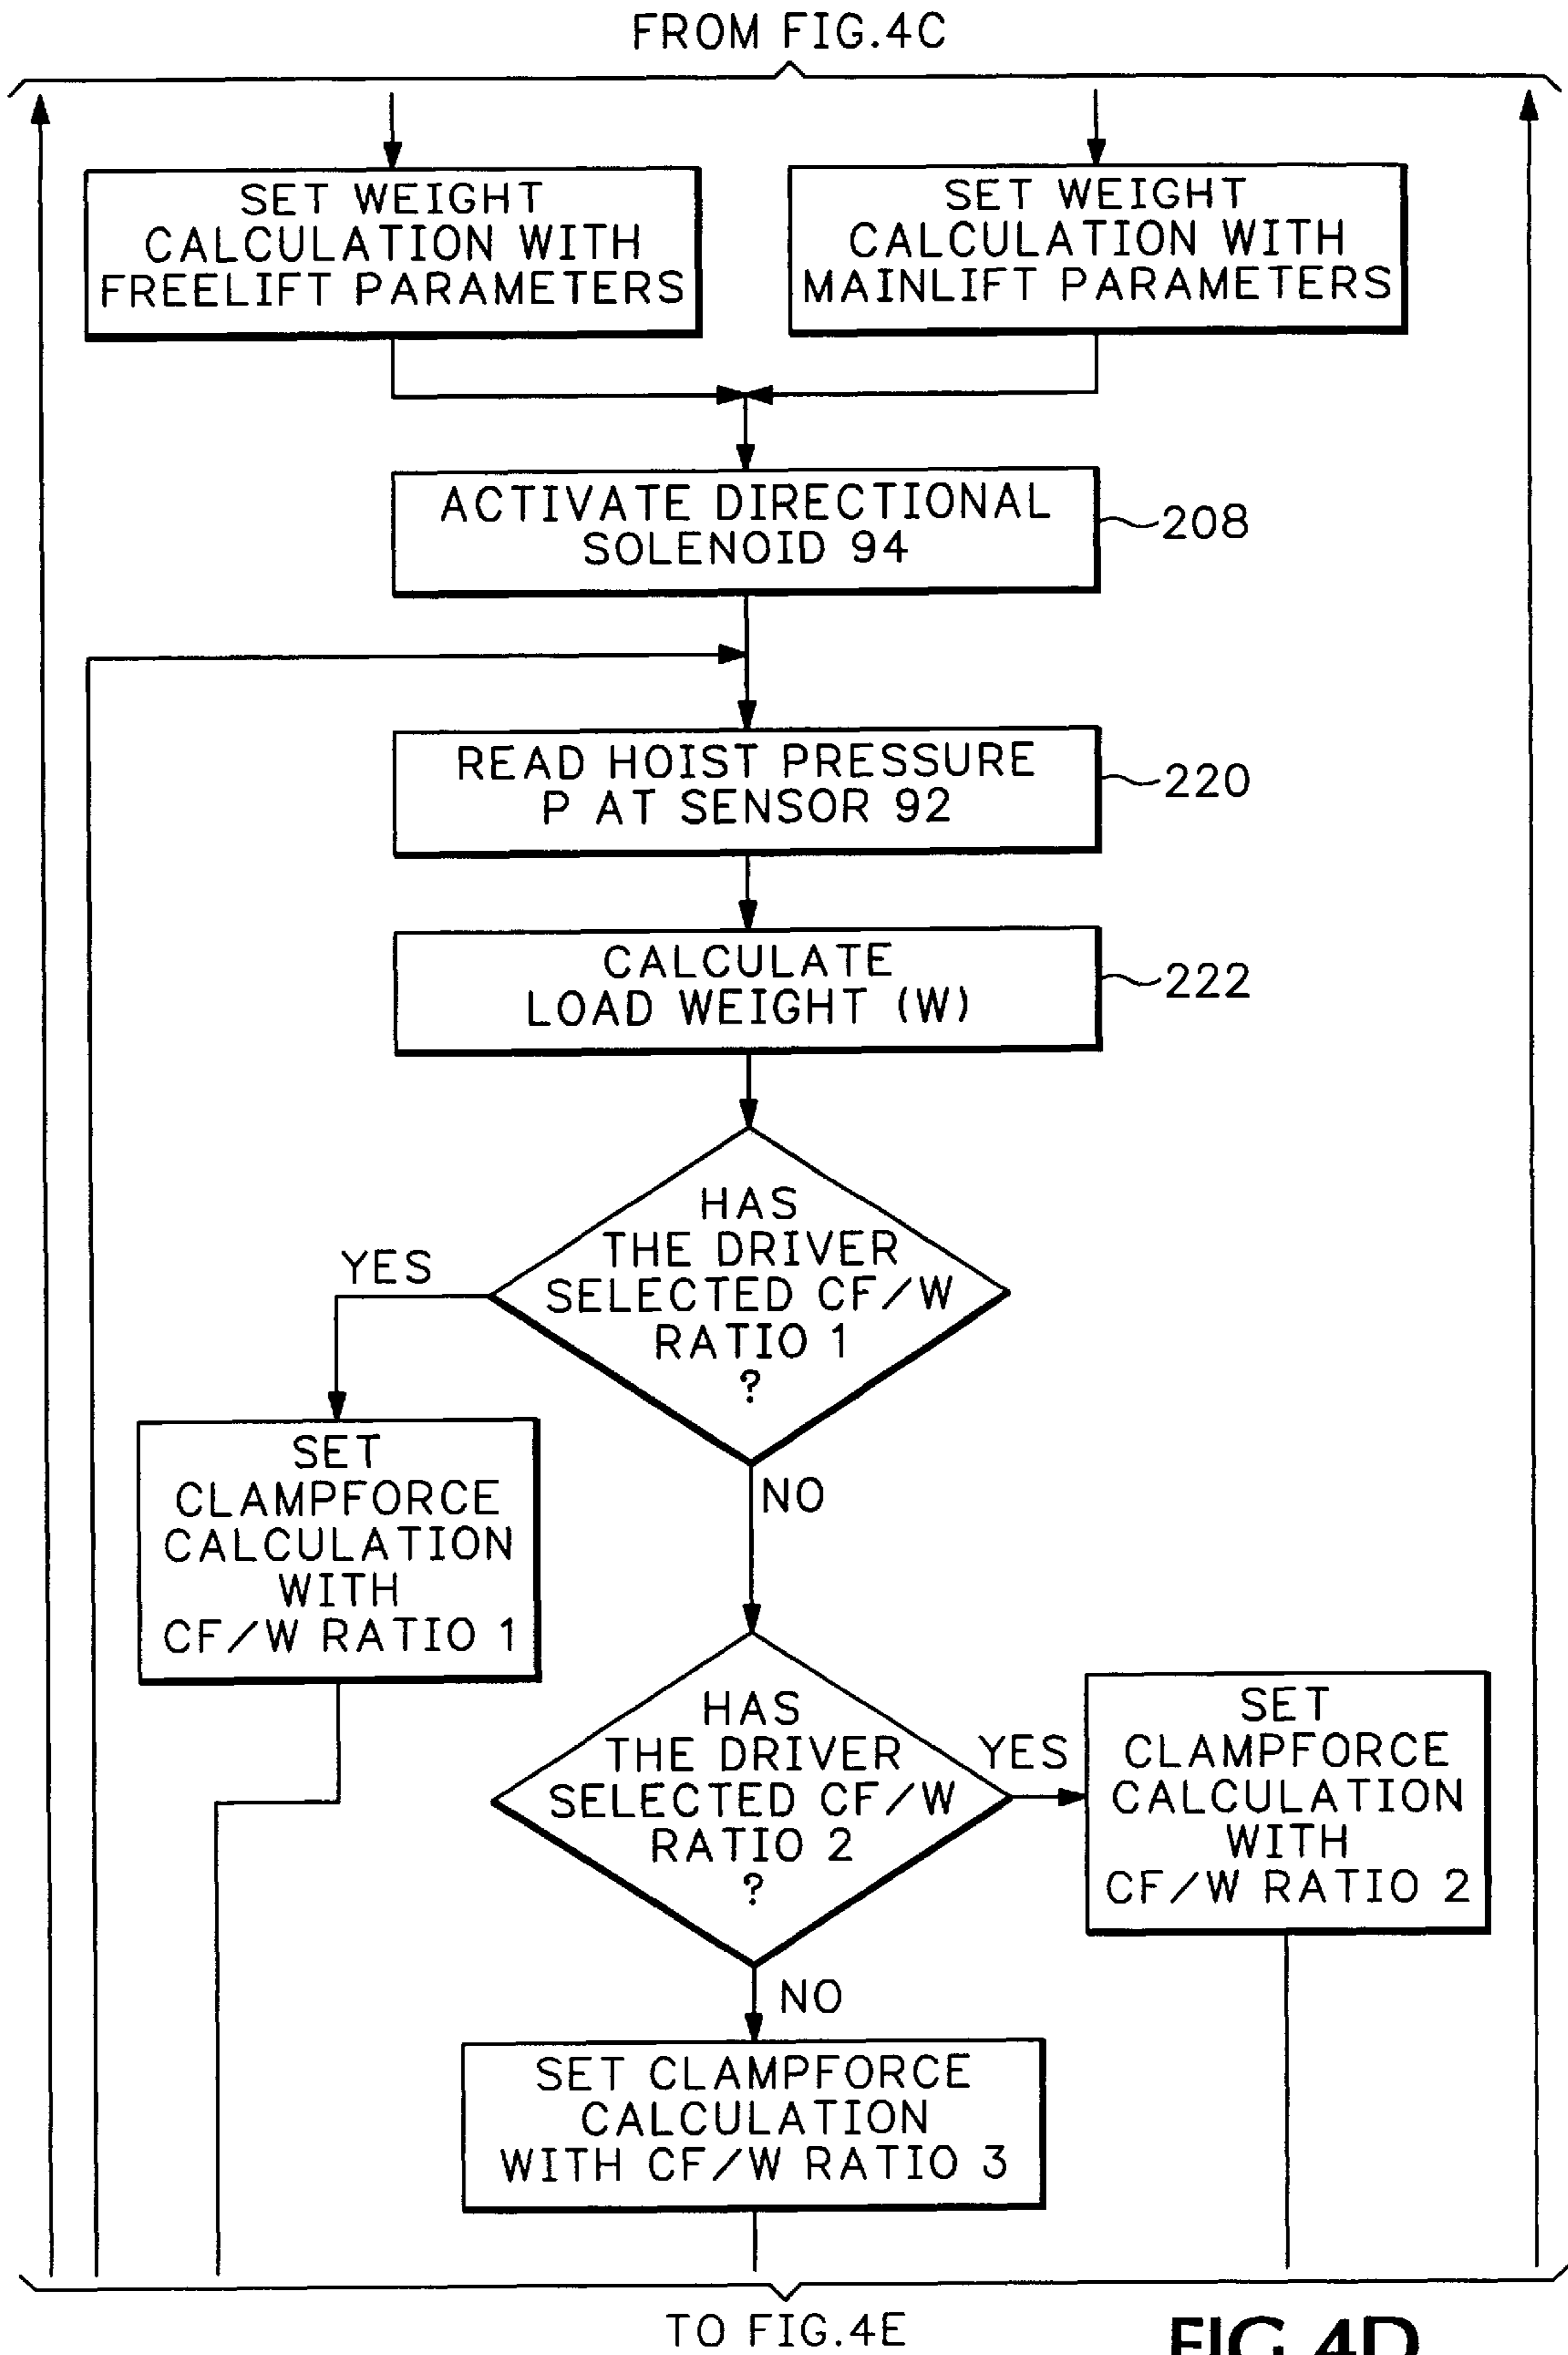 FROM FIG.4C
SET WEIGHT
CALCULATION WITH
FREELIFT PARAMETERS
SET WEIGHT
CALCULATION WITH
MAINLIFT PARAMETERS
ACTIVATE DIRECTIONAL
SOLENOID 94
208
READ HOIST PRESSURE
P AT SENSOR 92
220
CALCULATE
LOAD WEIGHT (W)
222
HAS
THE DRIVER
SELECTED CF/W
RATIO 1
?
YES
SET
CLAMPFORCE
CALCULATION
WITH
CF/W RATIO 1
NO
HAS
THE DRIVER
SELECTED CF/W
RATIO 2
?
YES
SET
CLAMPFORCE
CALCULATION
WITH
CF/W RATIO 2
NO
SET CLAMPFORCE
CALCULATION
WITH CF/W RATIO 3
TO FIG.4E
FIG.4D